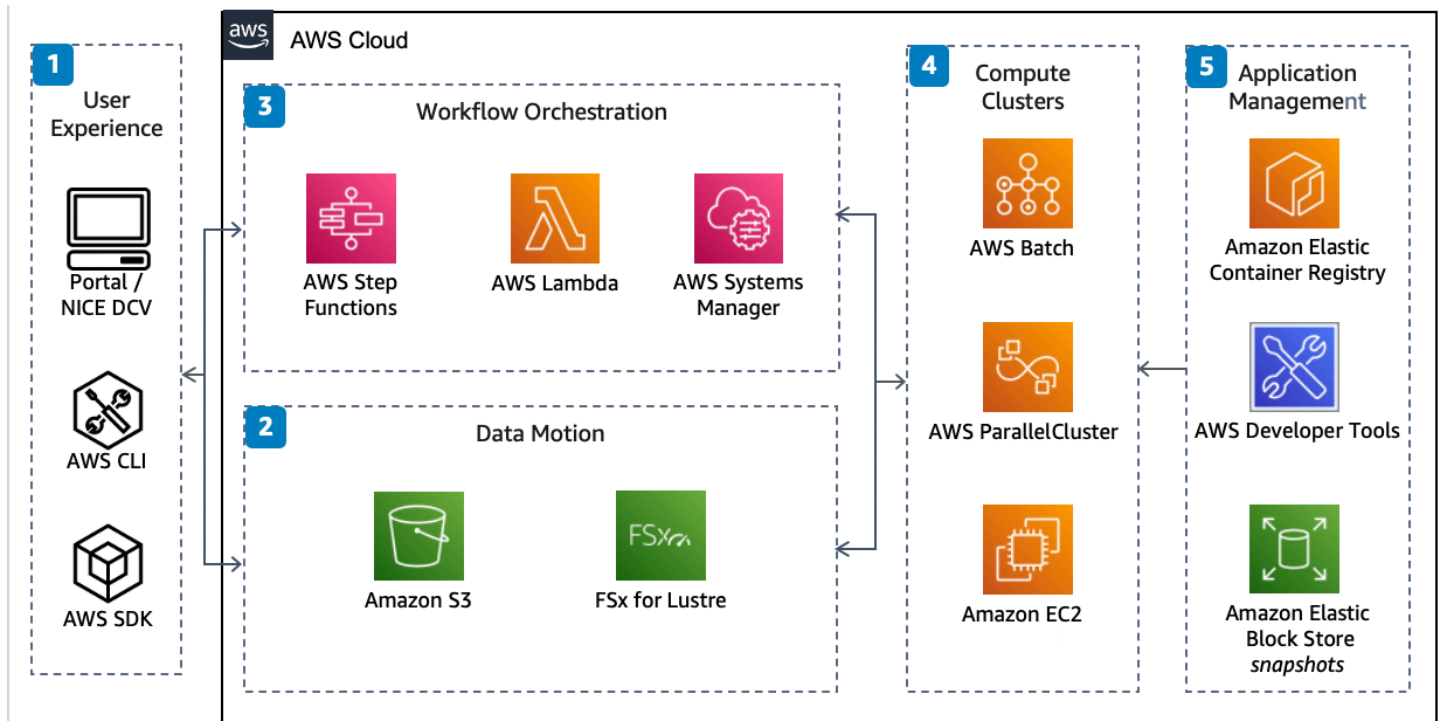 aws
AWS Cloud
1
User
Experience
Portal /
NICE DCV
AWS CLI
AWS SDK
3
Workflow Orchestration
AWS Step
Functions
AWS Lambda
AWS Systems
Manager
2
Data Motion
Amazon S3
FSx
FSx for Lustre
4
Compute
Clusters
AWS Batch
AWS ParallelCluster
Amazon EC2
5
Application
Management
Amazon Elastic
Container Registry
AWS Developer Tools
Amazon Elastic
Block Store
snapshots